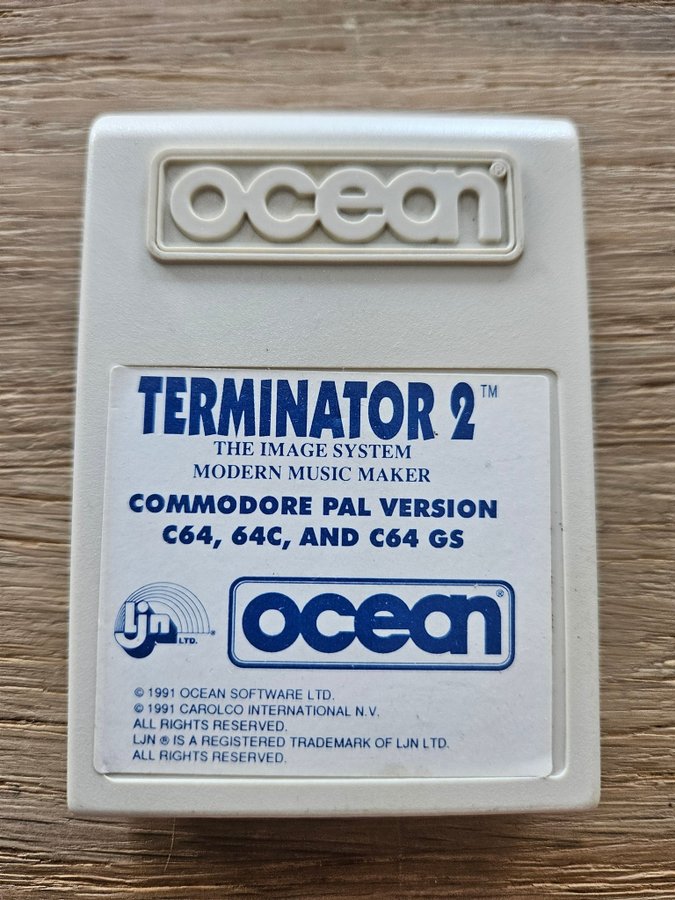 ocean®
TERMINATOR 2™
THE IMAGE SYSTEM
MODERN MUSIC MAKER
COMMODORE PAL VERSION
C64, 64C, AND C64 GS
ljn LTD.®
ocean®
© 1991 OCEAN SOFTWARE LTD.
© 1991 CAROLCO INTERNATIONAL N.V.
ALL RIGHTS RESERVED.
LJN ® IS A REGISTERED TRADEMARK OF LJN LTD.
ALL RIGHTS RESERVED.